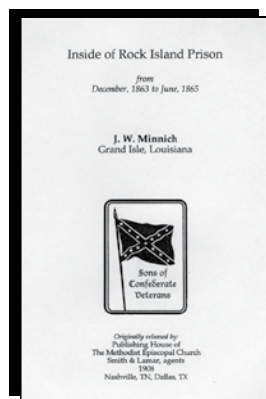 Inside of Rock Island Prison
from
December, 1863 to June, 1865
J. W. Minnich
Grand Isle, Louisiana
Sons of
Confederate
Veterans
Originally released by:
Publishing House of
The Methodist Episcopal Church
Smith & Lamar, agents
1908
Nashville, TN, Dallas, TX